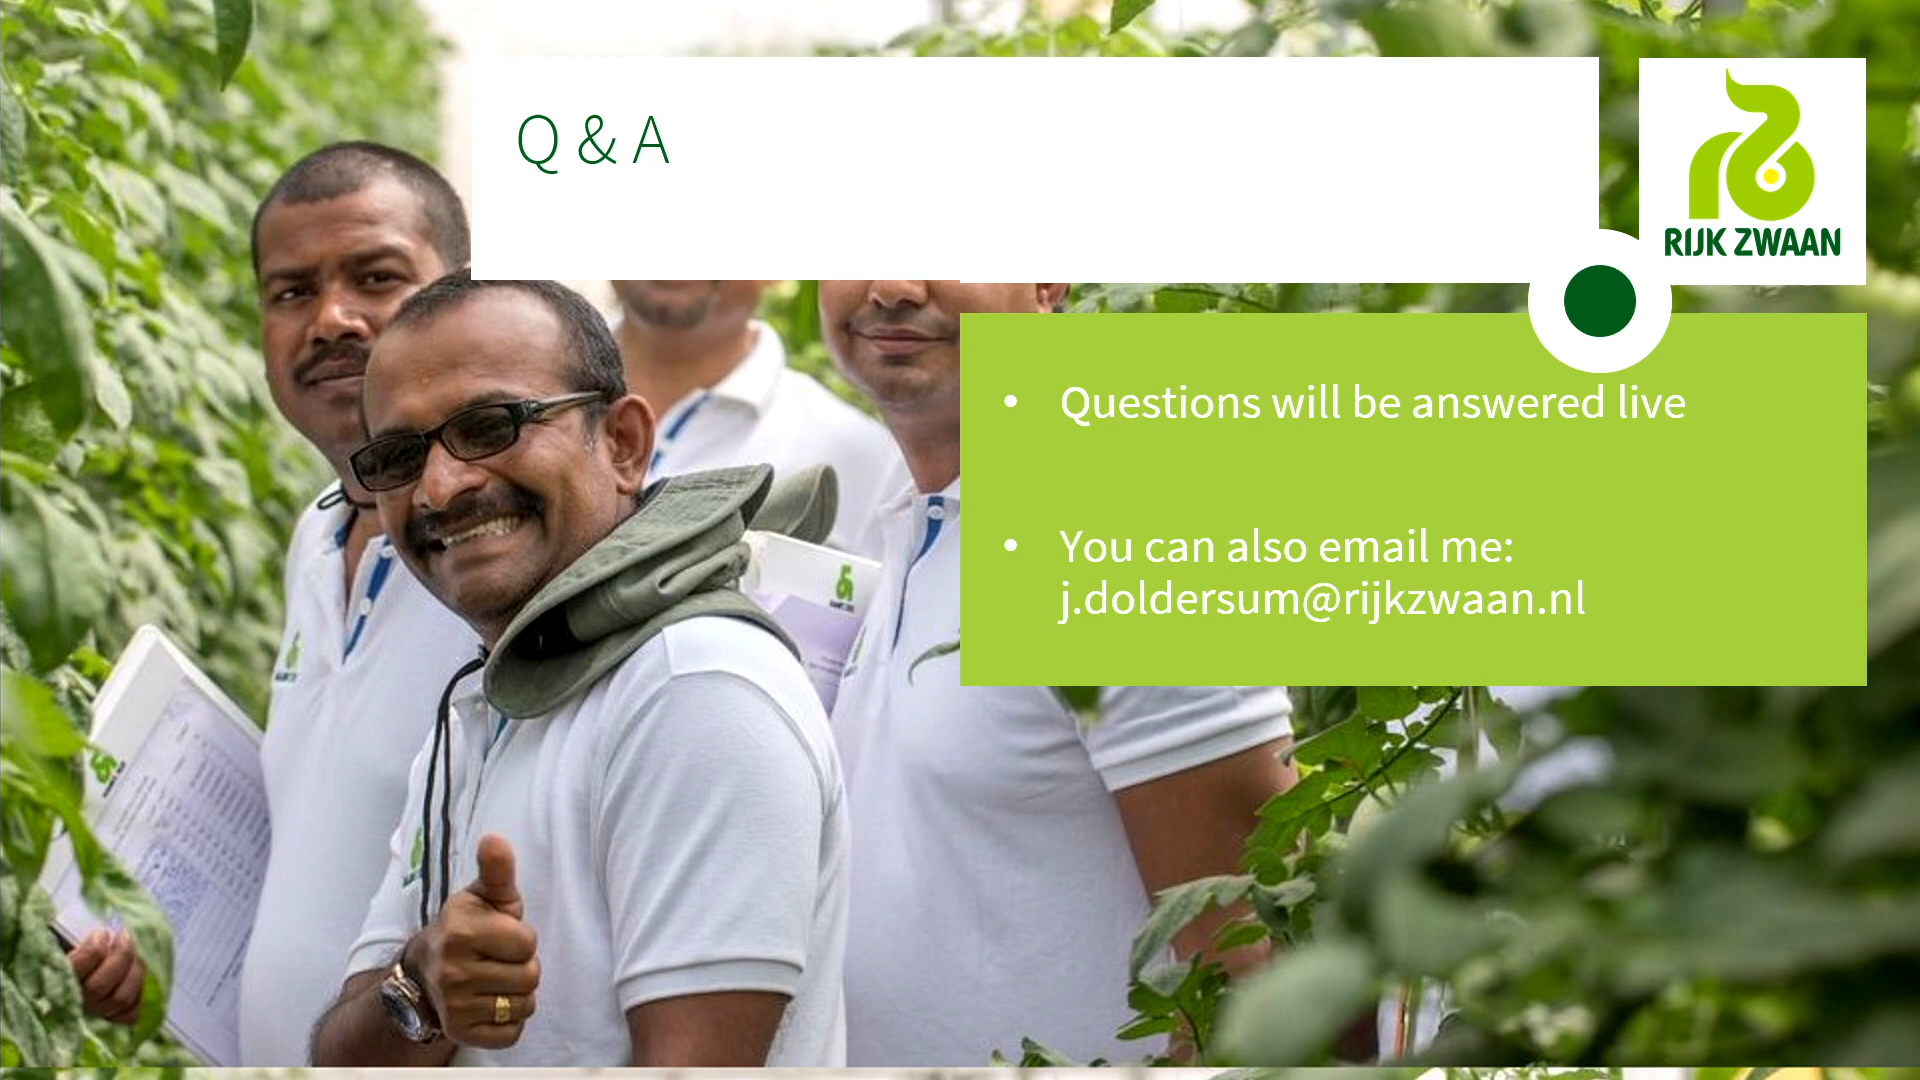 Q & A
RIJK ZWAAN
• Questions will be answered live
• You can also email me:
j.doldersum@rijkzwaan.nl